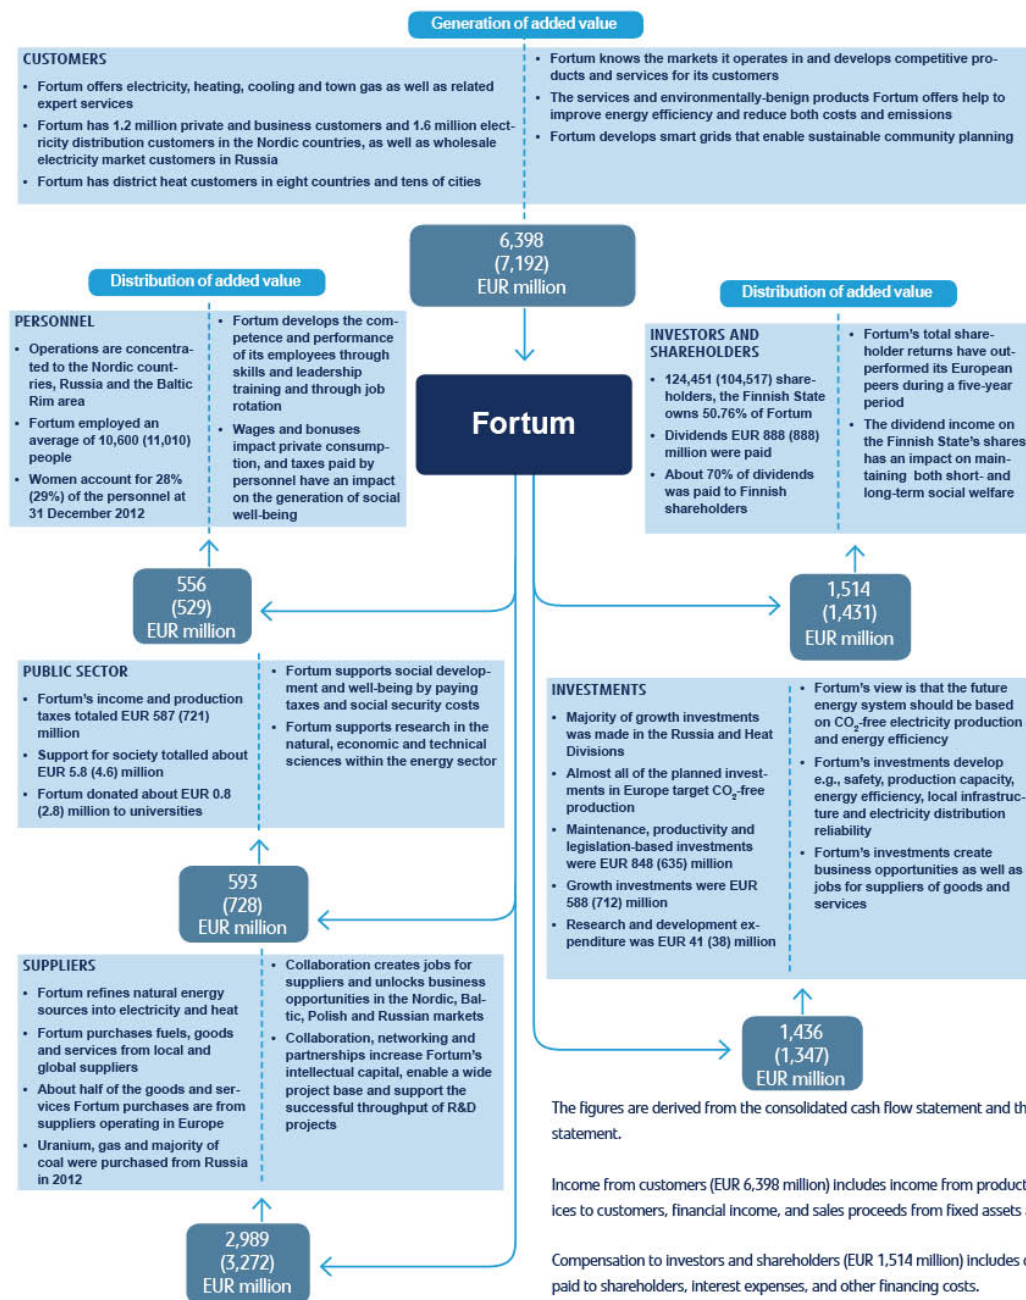 Generation of added value
CUSTOMERS
• Fortum offers electricity, heating, cooling and town gas as well as related
expert services
• Fortum has 1.2 million private and business customers and 1.6 million elect-
ricity distribution customers in the Nordic countries, as well as wholesale
electricity market customers in Russia
• Fortum has district heat customers in eight countries and tens of cities
• Fortum knows the markets it operates in and develops competitive pro-
ducts and services for its customers
• The services and environmentally-benign products Fortum offers help to
improve energy efficiency and reduce both costs and emissions
• Fortum develops smart grids that enable sustainable community planning
6,398
(7,192)
EUR million
Fortum
Distribution of added value
PERSONNEL
• Operations are concentra-
ted to the Nordic count-
ries, Russia and the Baltic
Rim area
• Fortum employed an
average of 10,600 (11,010)
people
• Women account for 28%
(29%) of the personnel at
31 December 2012
• Fortum develops the com-
petence and performance
of its employees through
skills and leadership
training and through job
rotation
• Wages and bonuses
impact private consump-
tion, and taxes paid by
personnel have an impact
on the generation of social
well-being
556
(529)
EUR million
Distribution of added value
INVESTORS AND
SHAREHOLDERS
• 124,451 (104,517) share-
holders, the Finnish State
owns 50.76% of Fortum
• Dividends EUR 888 (888)
million were paid
• About 70% of dividends
was paid to Finnish
shareholders
• Fortum's total share-
holder returns have out-
performed its European
peers during a five-year
period
• The dividend income on
the Finnish State's shares
has an impact on main-
taining both short- and
long-term social welfare
1,514
(1,431)
EUR million
PUBLIC SECTOR
• Fortum's income and production
taxes totaled EUR 587 (721)
million
• Support for society totalled about
EUR 5.8 (4.6) million
• Fortum donated about EUR 0.8
(2.8) million to universities
• Fortum supports social develop-
ment and well-being by paying
taxes and social security costs
• Fortum supports research in the
natural, economic and technical
sciences within the energy sector
593
(728)
EUR million
INVESTMENTS
• Majority of growth investments
was made in the Russia and Heat
Divisions
• Almost all of the planned invest-
ments in Europe target CO₂-free
production
• Maintenance, productivity and
legislation-based investments
were EUR 848 (635) million
• Growth investments were EUR
588 (712) million
• Research and development ex-
penditure was EUR 41 (38) million
• Fortum's view is that the future
energy system should be based
on CO₂-free electricity production
and energy efficiency
• Fortum's investments develop
e.g., safety, production capacity,
energy efficiency, local infrastruc-
ture and electricity distribution
reliability
• Fortum's investments create
business opportunities as well as
jobs for suppliers of goods and
services
1,436
(1,347)
EUR million
SUPPLIERS
• Fortum refines natural energy
sources into electricity and heat
• Fortum purchases fuels, goods
and services from local and
global suppliers
• About half of the goods and ser-
vices Fortum purchases are from
suppliers operating in Europe
• Uranium, gas and majority of
coal were purchased from Russia
in 2012
• Collaboration creates jobs for
suppliers and unlocks business
opportunities in the Nordic, Bal-
tic, Polish and Russian markets
• Collaboration, networking and
partnerships increase Fortum's
intellectual capital, enable a wide
project base and support the
successful throughput of R&D
projects
2,989
(3,272)
EUR million
The figures are derived from the consolidated cash flow statement and
statement.
Income from customers (EUR 6,398 million) includes income from
ices to customers, financial income, and sales proceeds from fixed assets
Compensation to investors and shareholders (EUR 1,514 million) includes
paid to shareholders, interest expenses, and other financing costs.